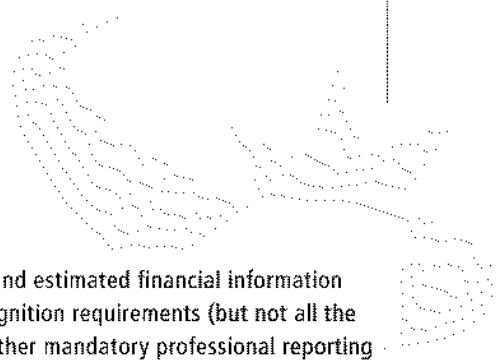 nd estimated financial information
gnition requirements (but not all the
ther mandatory professional reporting